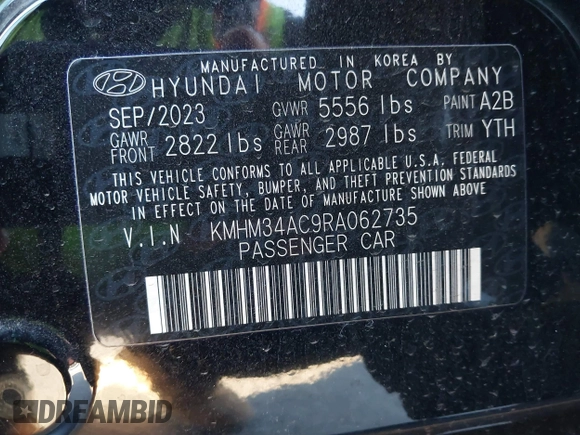 MANUFACTURED IN KOREA BY
HYUNDAI MOTOR COMPANY
SEP/2023 GVWR 5556 lbs PAINT A2B
GAWR FRONT 2822 lbs GAWR REAR 2987 lbs TRIM YTH
THIS VEHICLE CONFORMS TO ALL APPLICABLE U.S.A. FEDERAL
MOTOR VEHICLE SAFETY, BUMPER, AND THEFT PREVENTION STANDARDS
IN EFFECT ON THE DATE OF MANUFACTURE SHOWN ABOVE
V.I.N KMHM34AC9RA062735
PASSENGER CAR
DREAMBID